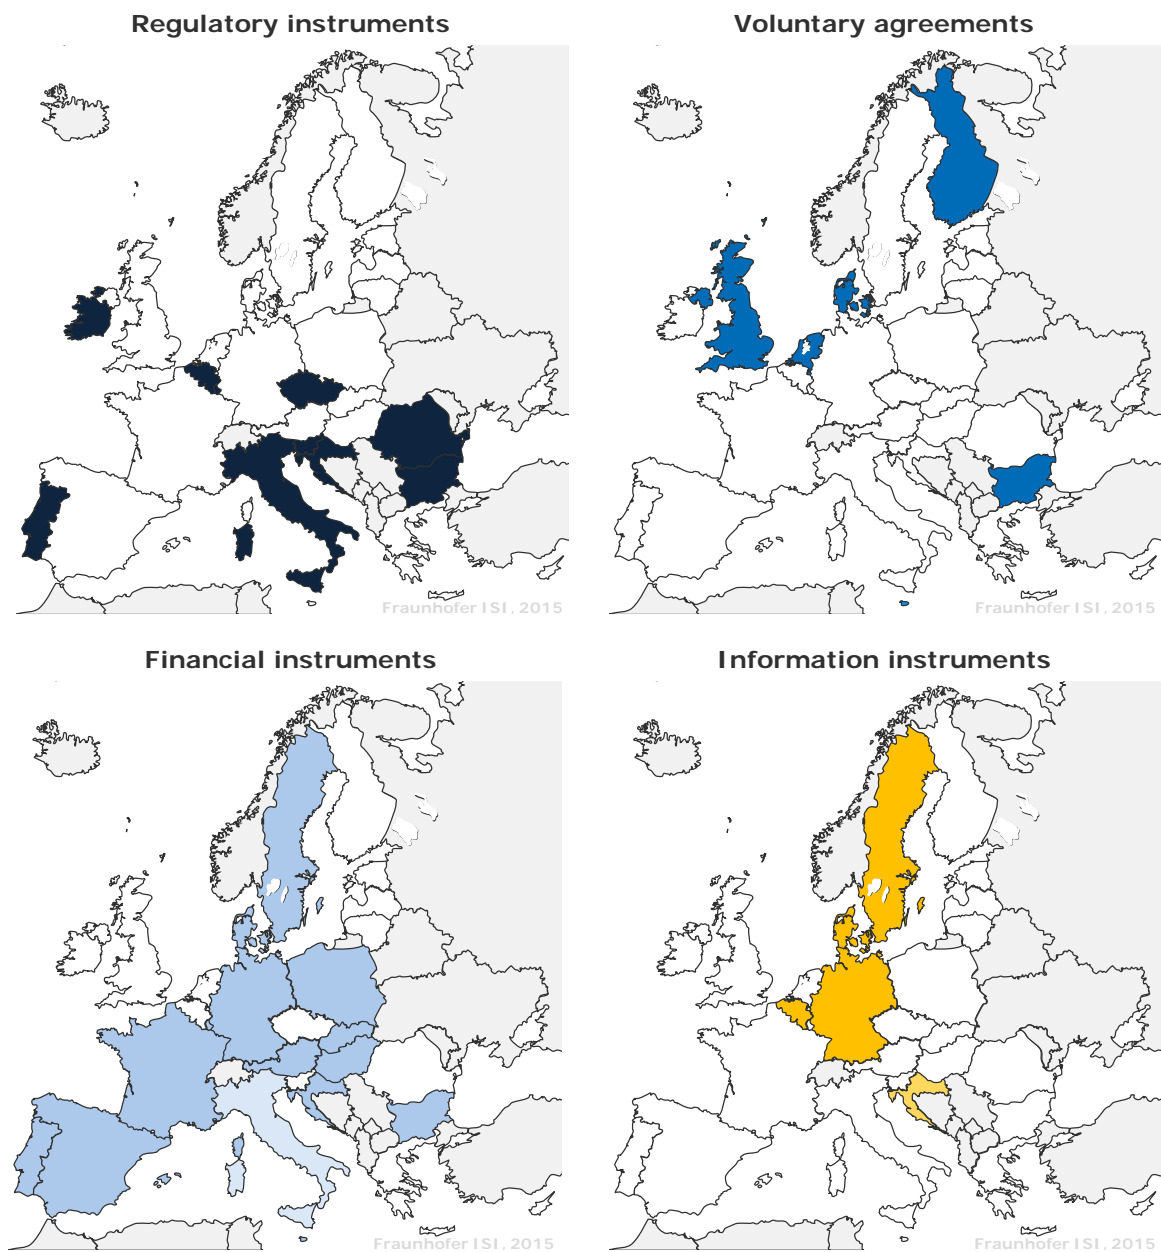 Regulatory instruments
Voluntary agreements
Fraunhofer ISI, 2015
Fraunhofer ISI, 2015
Financial instruments
Information instruments
Fraunhofer ISI, 2015
Fraunhofer ISI, 2015